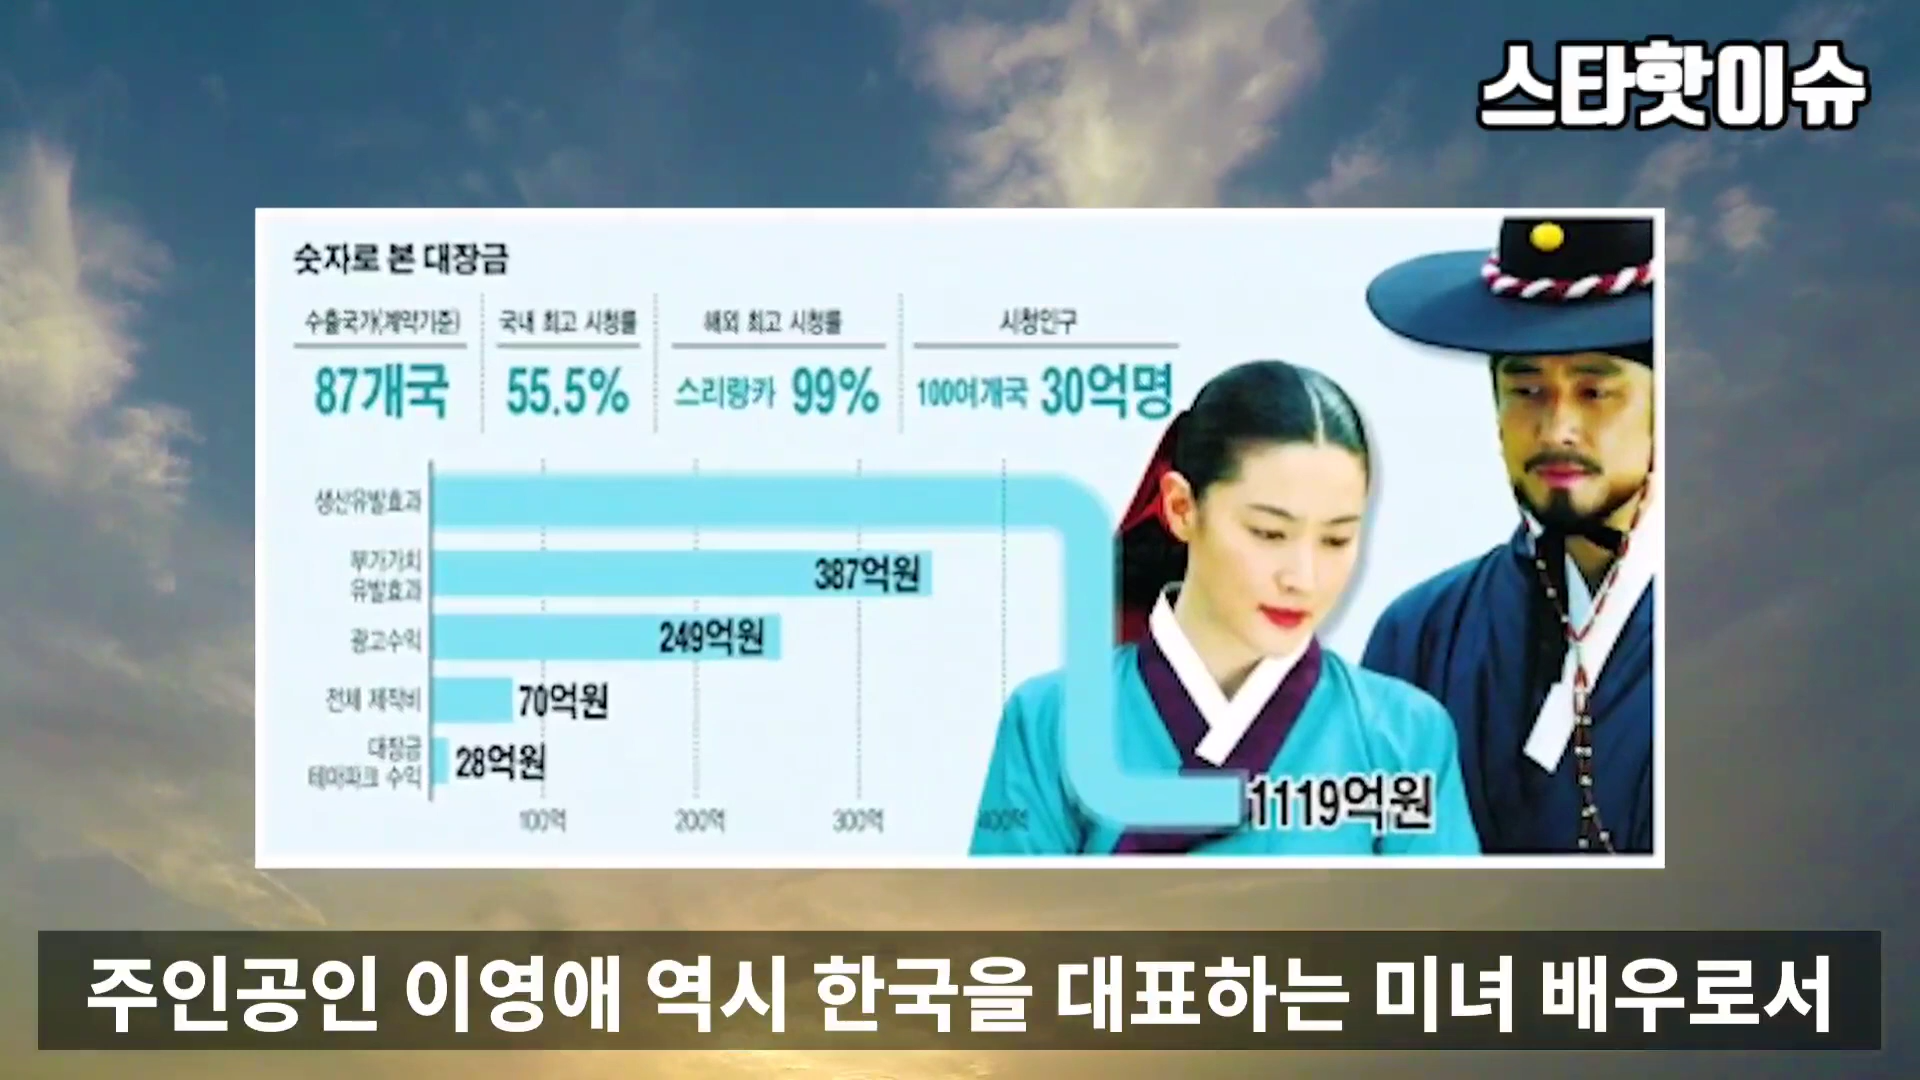 스타핫이슈
숫자로 본 대장금
수출국가(계약기준)
87개국
국내 최고 시청률
55.5%
해외 최고 시청률
스리랑카 99%
시청인구
100여개국 30억명
생산유발효과
1119억원
부가가치
유발효과
387억원
광고수익
249억원
전체 제작비
70억원
대장금
테마파크 수익
28억원
100억
200억
300억
400억
주인공인 이영애 역시 한국을 대표하는 미녀 배우로서